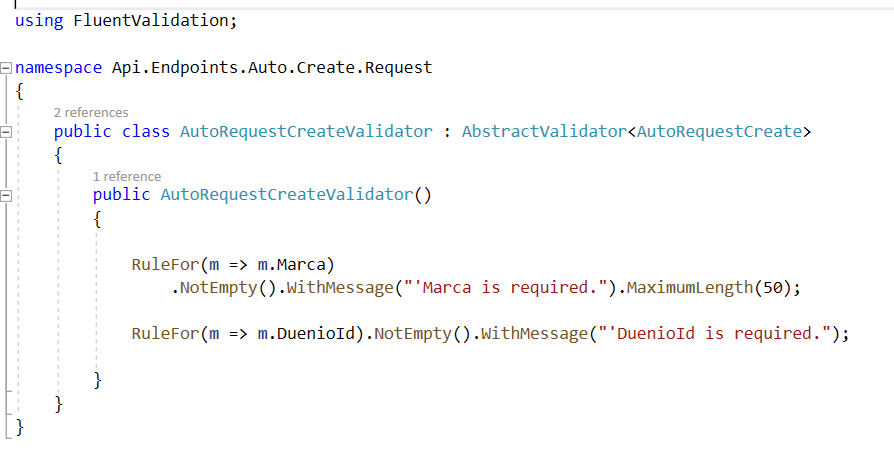 using FluentValidation;
namespace Api.Endpoints.Auto.Create.Request
{
2 references
public class AutoRequestCreateValidator : AbstractValidator<AutoRequestCreate>
{
1 reference
public AutoRequestCreateValidator()
{
RuleFor(m => m.Marca)
.NotEmpty().WithMessage("'Marca is required.").MaximumLength(50);
RuleFor(m => m.DuenioId).NotEmpty().WithMessage("'DuenioId is required.");
}
}
}